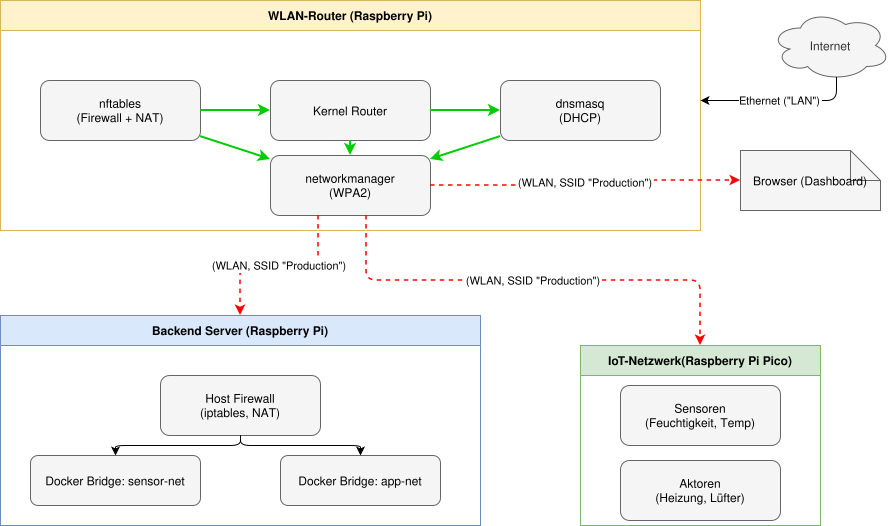 WLAN-Router (Raspberry Pi)
Internet
nftables
(Firewall + NAT)
Kernel Router
dnsmasq
(DHCP)
Ethernet ("LAN")
networkmanager
(WPA2)
(WLAN, SSID "Production")
Browser (Dashboard)
(WLAN, SSID "Production")
(WLAN, SSID "Production")
Backend Server (Raspberry Pi)
Host Firewall
(iptables, NAT)
Docker Bridge: sensor-net
Docker Bridge: app-net
IoT-Netzwerk(Raspberry Pi Pico)
Sensoren
(Feuchtigkeit, Temp)
Aktoren
(Heizung, Lüfter)